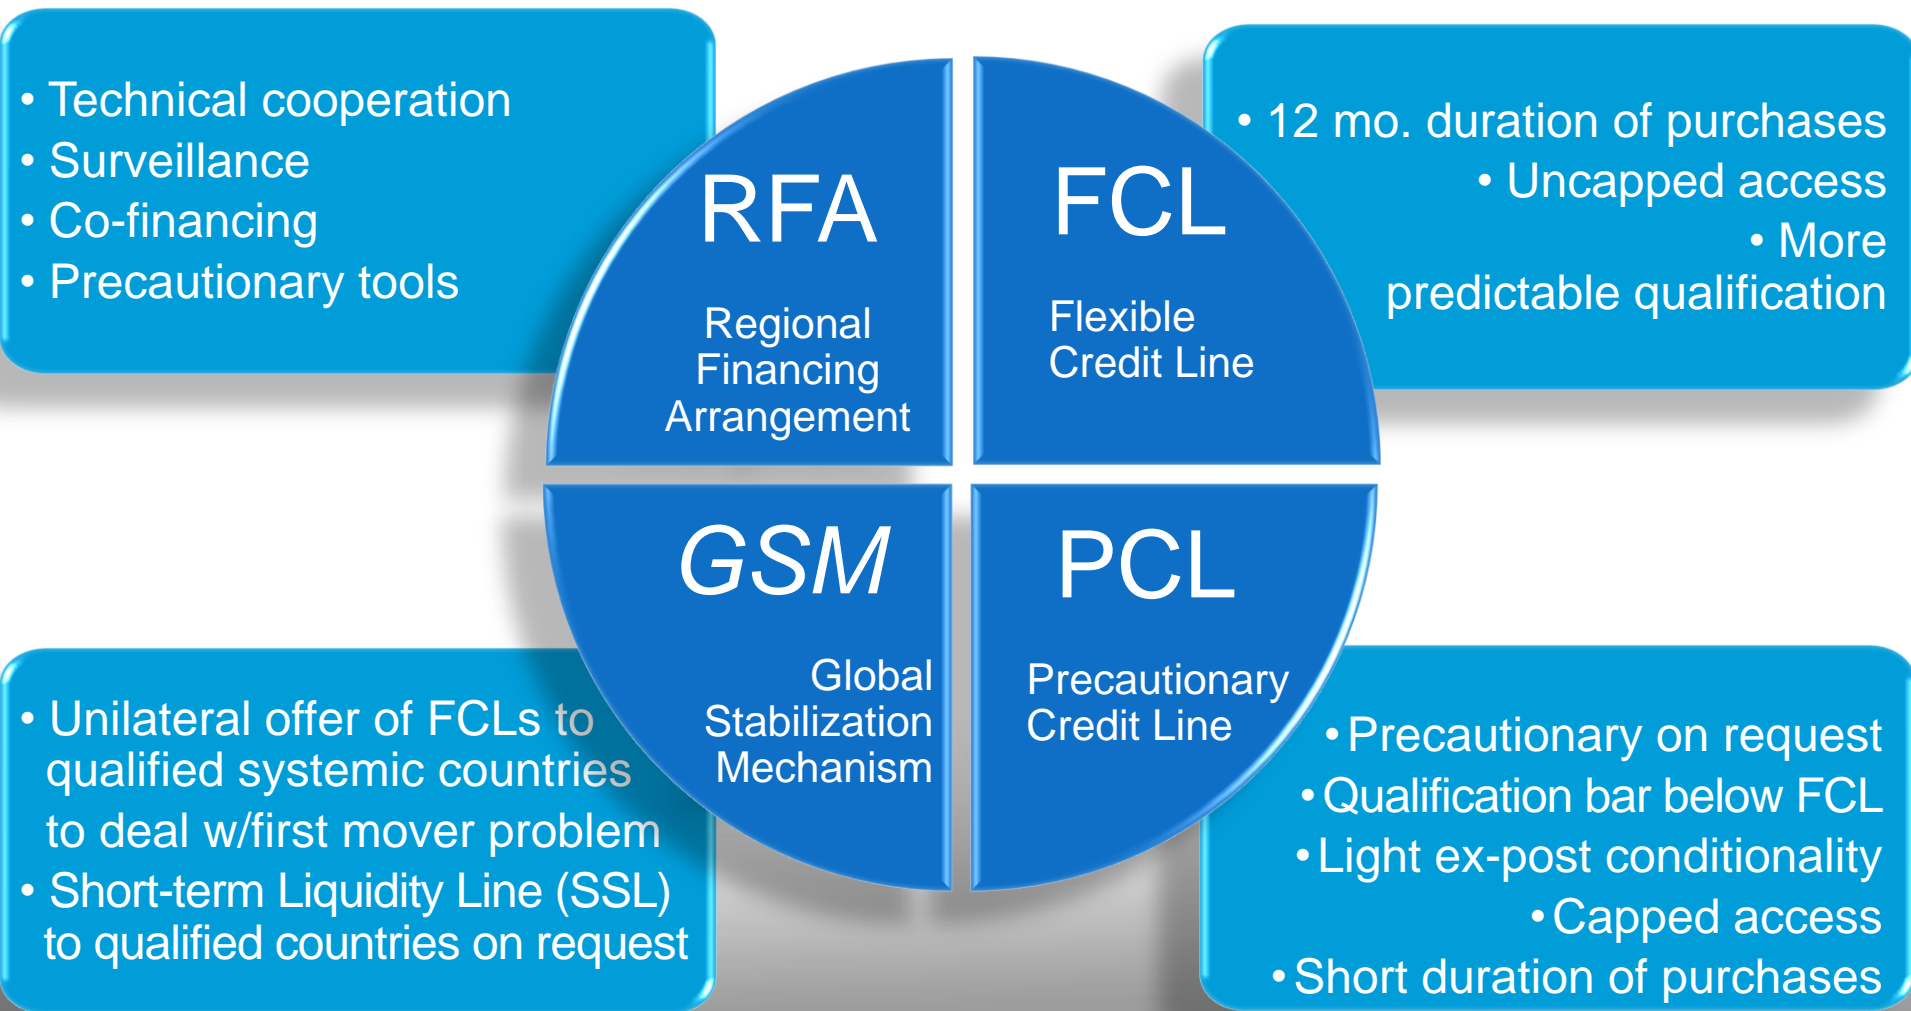 • Technical cooperation
• Surveillance
• Co-financing
• Precautionary tools
RFA
Regional
Financing
Arrangement
FCL
Flexible
Credit Line
• 12 mo. duration of purchases
• Uncapped access
• More
predictable qualification
GSM
Global
Stabilization
Mechanism
• Unilateral offer of FCLs to
qualified systemic countries
to deal w/first mover problem
• Short-term Liquidity Line (SSL)
to qualified countries on request
PCL
Precautionary
Credit Line
• Precautionary on request
• Qualification bar below FCL
• Light ex-post conditionality
• Capped access
• Short duration of purchases